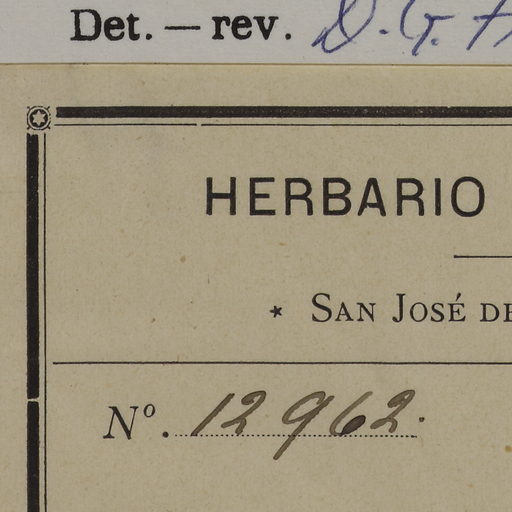 Det. — rev. D. G. F
HERBARIO
* SAN JOSÉ DE
Nº. 12962.